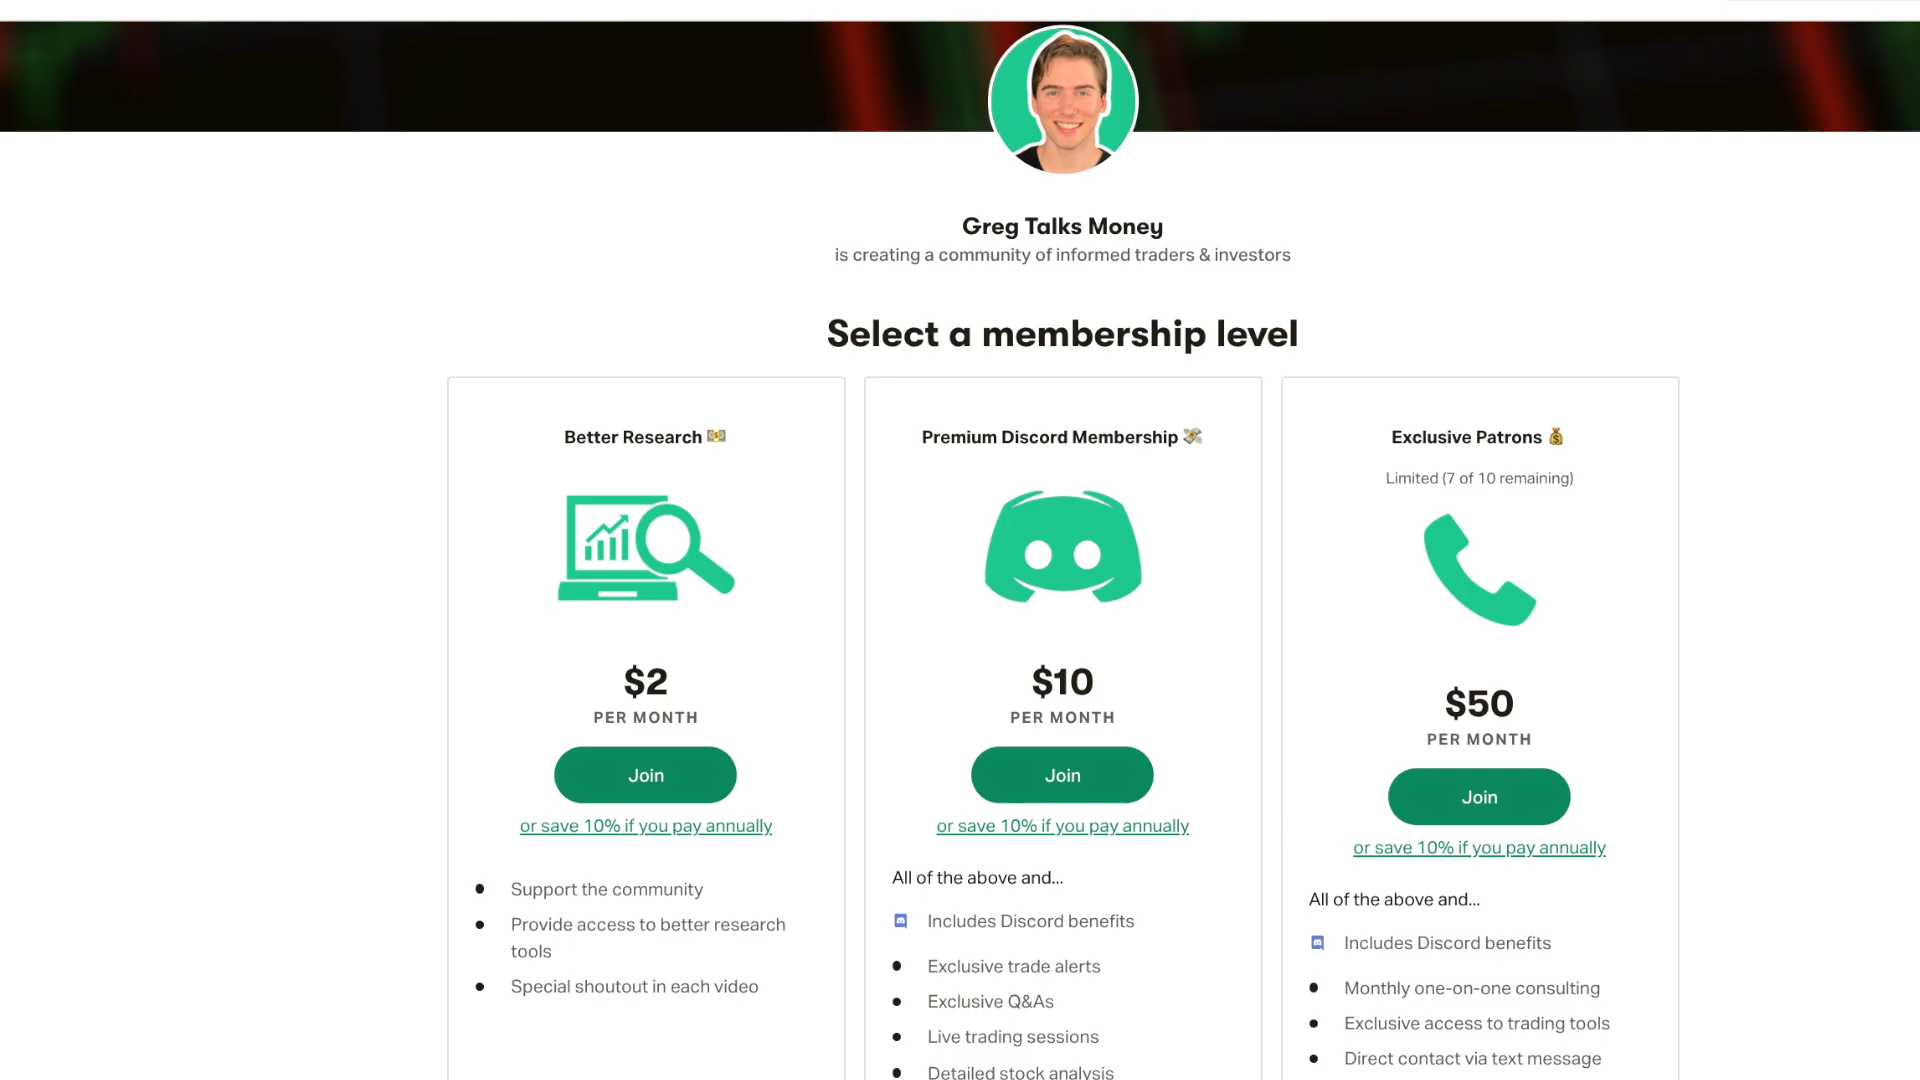 Greg Talks Money
is creating a community of informed traders & investors
Select a membership level
Better Research 💵
$2
PER MONTH
Join
or save 10% if you pay annually
Support the community
Provide access to better research
tools
Special shoutout in each video
Premium Discord Membership 💸
$10
PER MONTH
Join
or save 10% if you pay annually
All of the above and...
Includes Discord benefits
Exclusive trade alerts
Exclusive Q&As
Live trading sessions
Detailed stock analysis
Exclusive Patrons 💰
Limited (7 of 10 remaining)
$50
PER MONTH
Join
or save 10% if you pay annually
All of the above and...
Includes Discord benefits
Monthly one-on-one consulting
Exclusive access to trading tools
Direct contact via text message